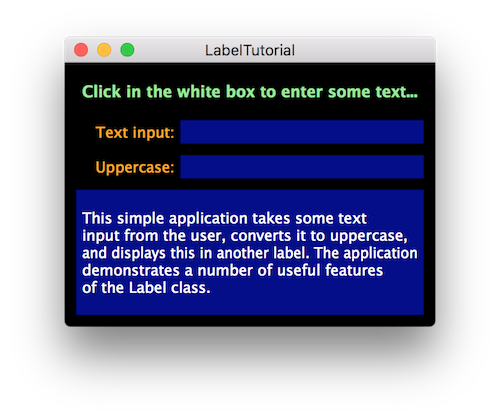 LabelTutorial
Click in the white box to enter some text...
Text input:
Uppercase:
This simple application takes some text
input from the user, converts it to uppercase,
and displays this in another label. The application
demonstrates a number of useful features
of the Label class.